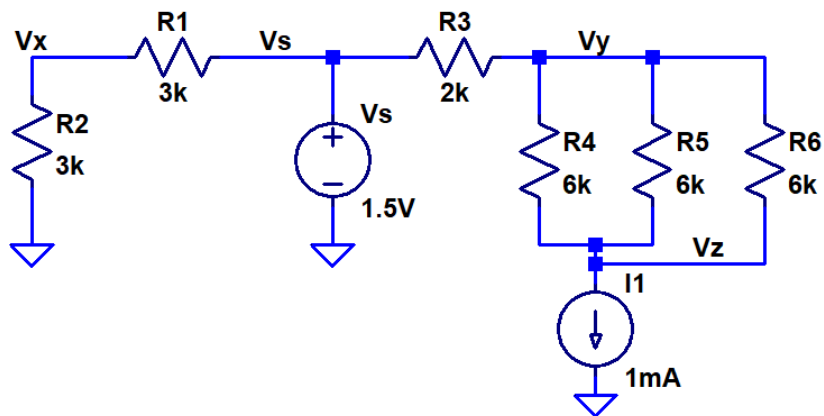 Vx
R1
3k
Vs
R3
2k
Vy
R2
3k
Vs
+
−
1.5V
R4
6k
R5
6k
R6
6k
Vz
I1
1mA